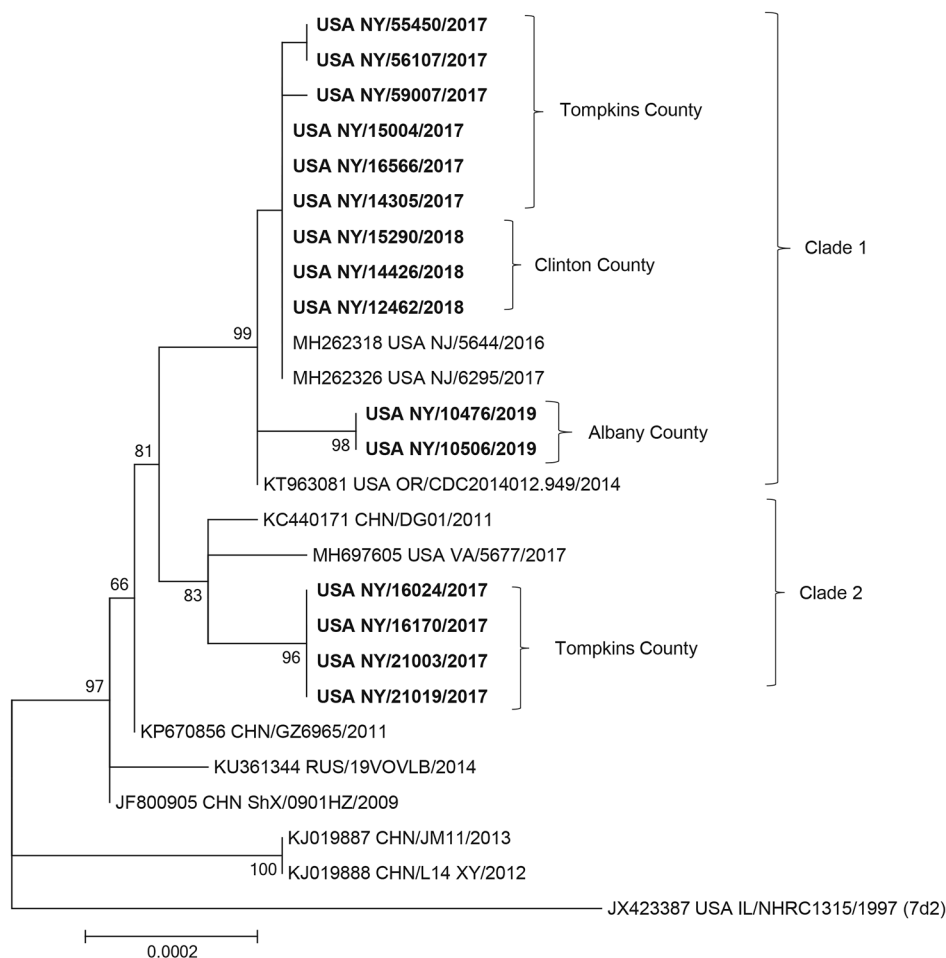 USA NY/55450/2017
USA NY/56107/2017
USA NY/59007/2017
Tompkins County
USA NY/15004/2017
USA NY/16566/2017
USA NY/14305/2017
USA NY/15290/2018
Clade 1
USA NY/14426/2018
Clinton County
USA NY/12462/2018
99
MH262318 USA NJ/5644/2016
MH262326 USA NJ/6295/2017
USA NY/10476/2019
Albany County
98
USA NY/10506/2019
81
KT963081 USA OR/CDC2014012.949/2014
KC440171 CHN/DG01/2011
MH697605 USA VA/5677/2017
66
83
USA NY/16024/2017
Clade 2
USA NY/16170/2017
Tompkins County
96
USA NY/21003/2017
97
USA NY/21019/2017
KP670856 CHN/GZ6965/2011
KU361344 RUS/19VOVLB/2014
JF800905 CHN ShX/0901HZ/2009
KJ019887 CHN/JM11/2013
100
KJ019888 CHN/L14 XY/2012
JX423387 USA IL/NHRC1315/1997 (7d2)
0.0002